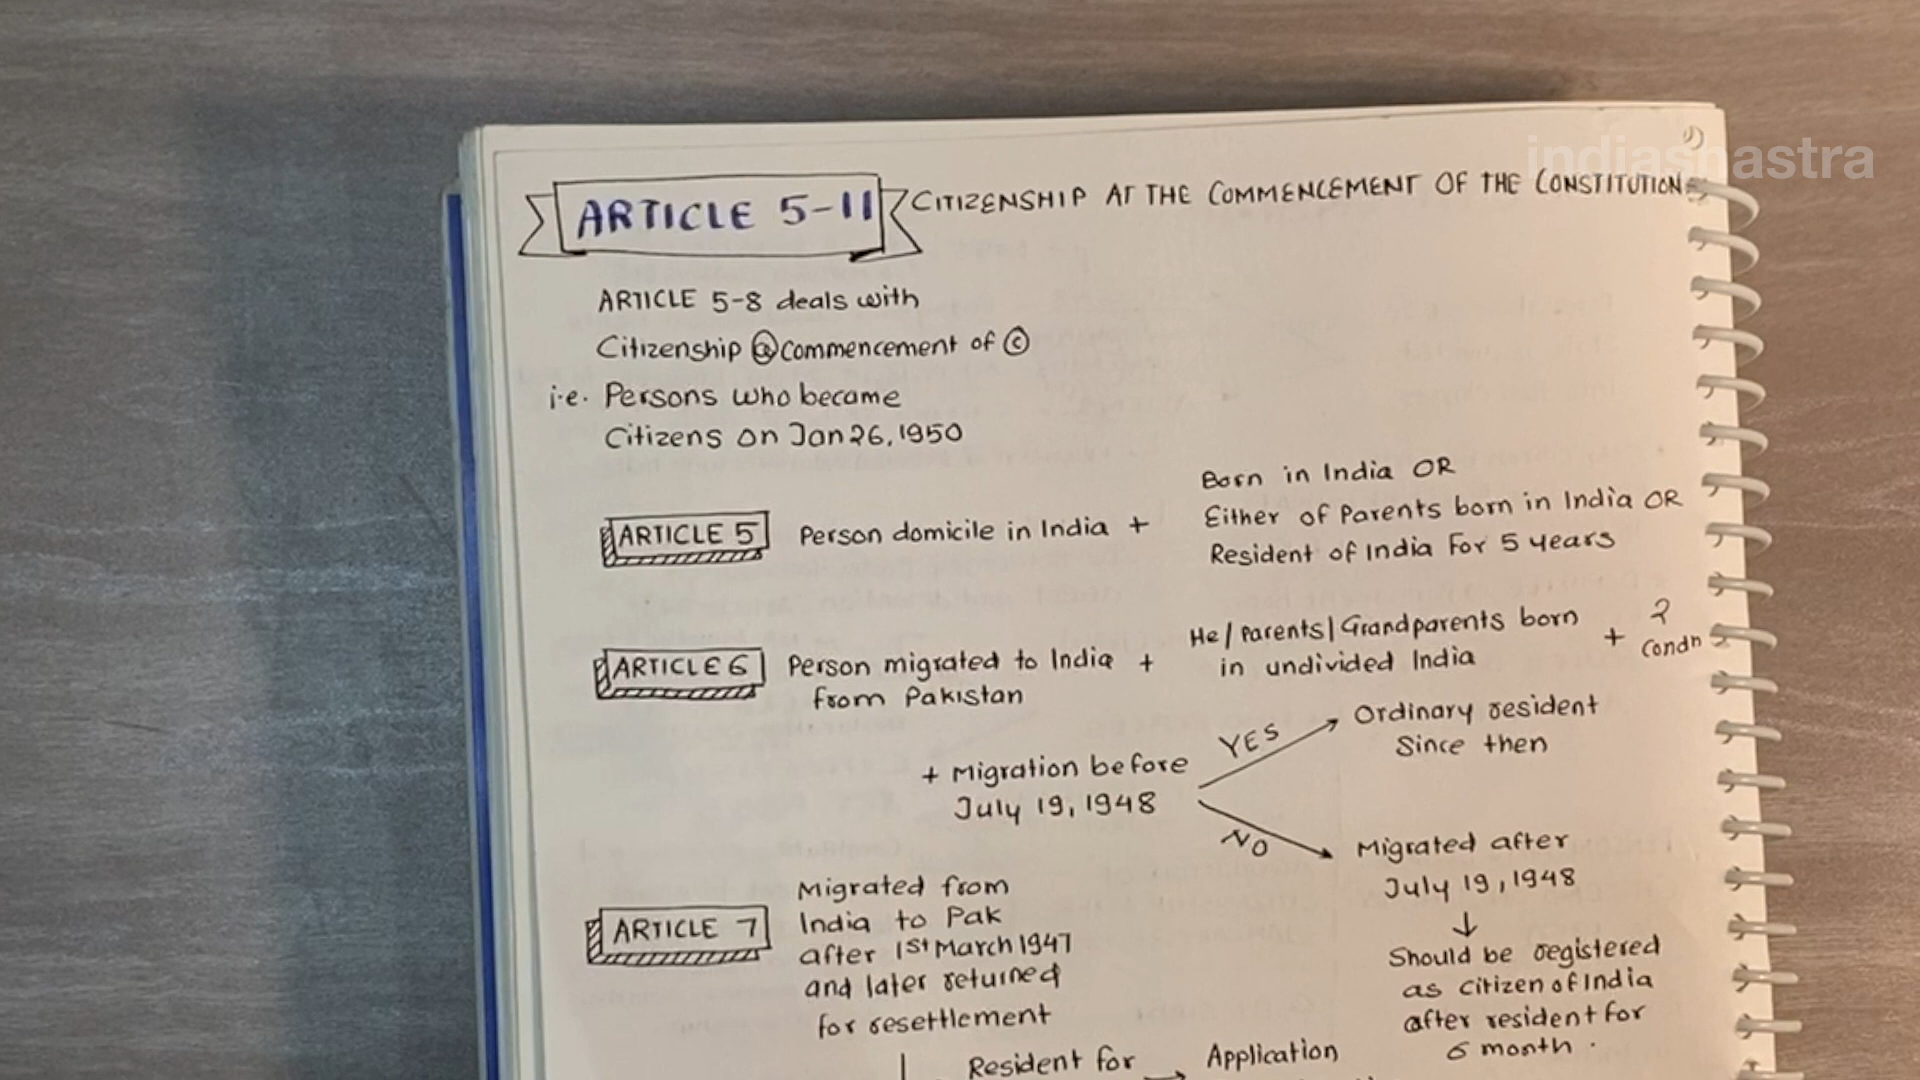 indiashastra
1)
ARTICLE 5-11 CITIZENSHIP AT THE COMMENCEMENT OF THE CONSTITUTION
ARTICLE 5-8 deals with
Citizenship @ commencement of ©
i.e. Persons who became
Citizens on Jan 26, 1950
ARTICLE 5 Person domicile in India +
Born in India OR
Either of Parents born in India OR
Resident of India For 5 years
ARTICLE 6 Person migrated to India +
from Pakistan
He/Parents/Grandparents born
in undivided India
+ 2
Condn
+ Migration before
July 19, 1948
YES
Ordinary resident
Since then
NO
Migrated after
July 19, 1948
↓
Should be registered
as citizen of India
after resident for
6 month.
ARTICLE 7
Migrated from
India to Pak
after 1st March 1947
and later returned
for resettlement
Resident for → Application